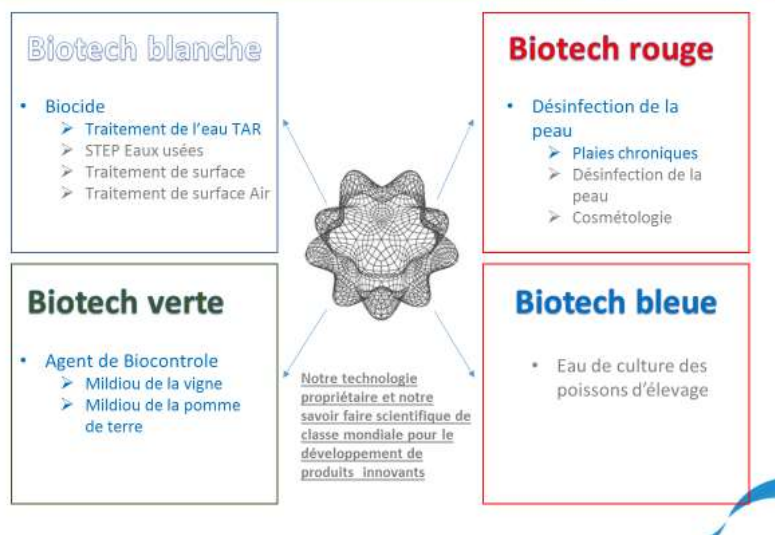 Biotech blanche
• Biocide
➢ Traitement de l'eau TAR
➢ STEP Eaux usées
➢ Traitement de surface
➢ Traitement de surface Air
Biotech rouge
• Désinfection de la
peau
➢ Plaies chroniques
➢ Désinfection de la
peau
➢ Cosmétologie
Biotech verte
• Agent de Biocontrole
➢ Mildiou de la vigne
➢ Mildiou de la pomme
de terre
Notre technologie
propriétaire et notre
savoir faire scientifique de
classe mondiale pour le
développement de
produits innovants
Biotech bleue
• Eau de culture des
poissons d'élevage